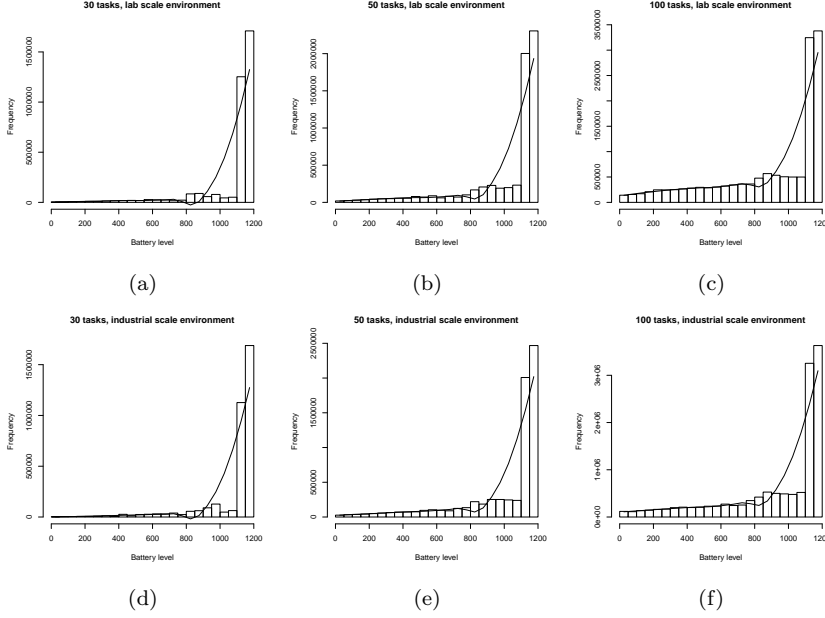 30 tasks, lab scale environment
Frequency
0 500000 1000000 1500000
0 200 400 600 800 1000 1200
Battery level
(a)
50 tasks, lab scale environment
Frequency
0 500000 1000000 1500000 2000000
0 200 400 600 800 1000 1200
Battery level
(b)
100 tasks, lab scale environment
Frequency
0 500000 1500000 2500000 3500000
0 200 400 600 800 1000 1200
Battery level
(c)
30 tasks, industrial scale environment
Frequency
0 500000 1000000 1500000
0 200 400 600 800 1000 1200
Battery level
(d)
50 tasks, industrial scale environment
Frequency
0 500000 1000000 1500000 2500000
0 200 400 600 800 1000 1200
Battery level
(e)
100 tasks, industrial scale environment
Frequency
0e+00 1e+06 2e+06 3e+06
0 200 400 600 800 1000 1200
Battery level
(f)